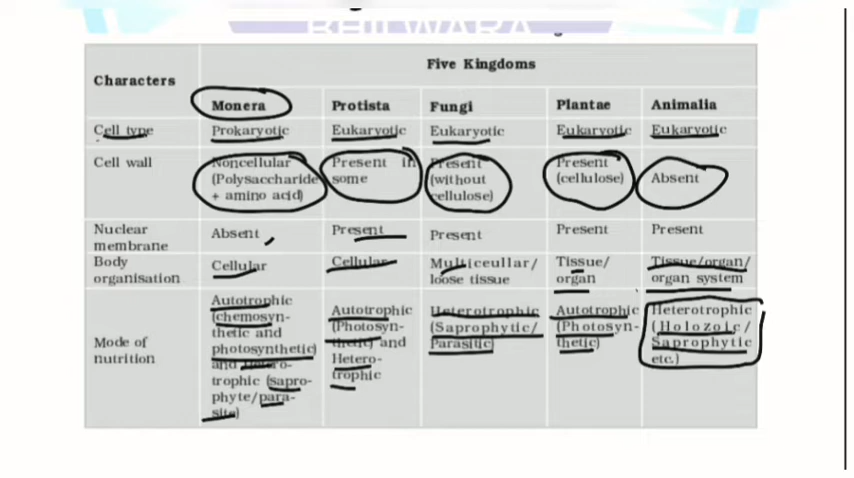 BHILWARA
Five Kingdoms
Characters
Monera Protista Fungi Plantae Animalia
Cell type Prokaryotic Eukaryotic Eukaryotic Eukaryotic Eukaryotic
Cell wall Noncellular Present in Present Present Absent
(Polysaccharide some (without (cellulose)
+ amino acid) cellulose)
Nuclear Absent Present Present Present Present
membrane
Body Cellular Cellular Multiceullar/ Tissue/ Tissue/organ/
organisation loose tissue organ organ system
Mode of
nutrition
Autotrophic Autotrophic Heterotrophic Autotrophic Heterotrophic
(chemosyn- (Photosyn- (Saprophytic/ (Photosyn- (Holozoic/
thetic and thetic) and Parasitic) thetic) Saprophytic
photosynthetic) Hetero- etc.)
and Hetero- trophic
trophic (sapro-
phyte/para-
site)